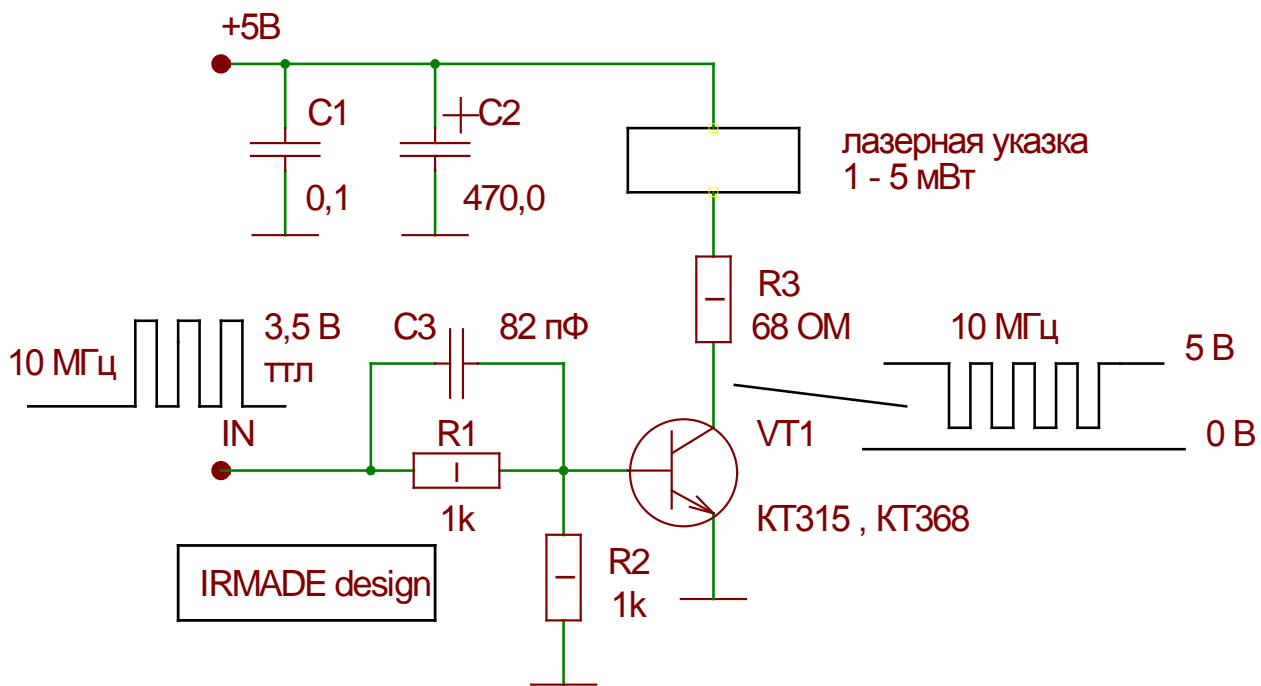 +5В
C1
C2
0,1
470,0
лазерная указка
1 - 5 мВт
R3
68 ОМ
10 МГц
3,5 В
ттл
C3
82 пФ
10 МГц
5 В
0 В
IN
R1
1k
VT1
КТ315 , КТ368
R2
1k
IRMADE design